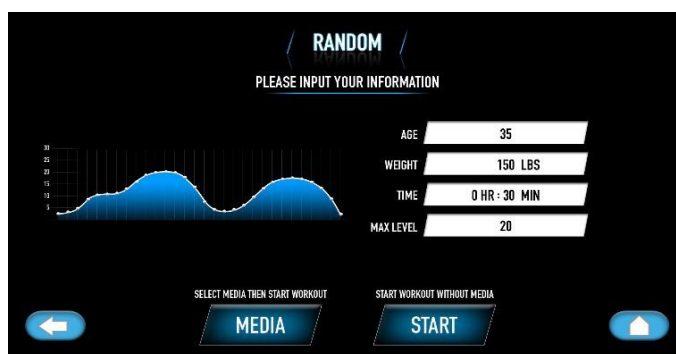 RANDOM
PLEASE INPUT YOUR INFORMATION
AGE 35
WEIGHT 150 LBS
TIME 0 HR : 30 MIN
MAX LEVEL 20
30
25
20
15
10
5
SELECT MEDIA THEN START WORKOUT
MEDIA
START WORKOUT WITHOUT MEDIA
START